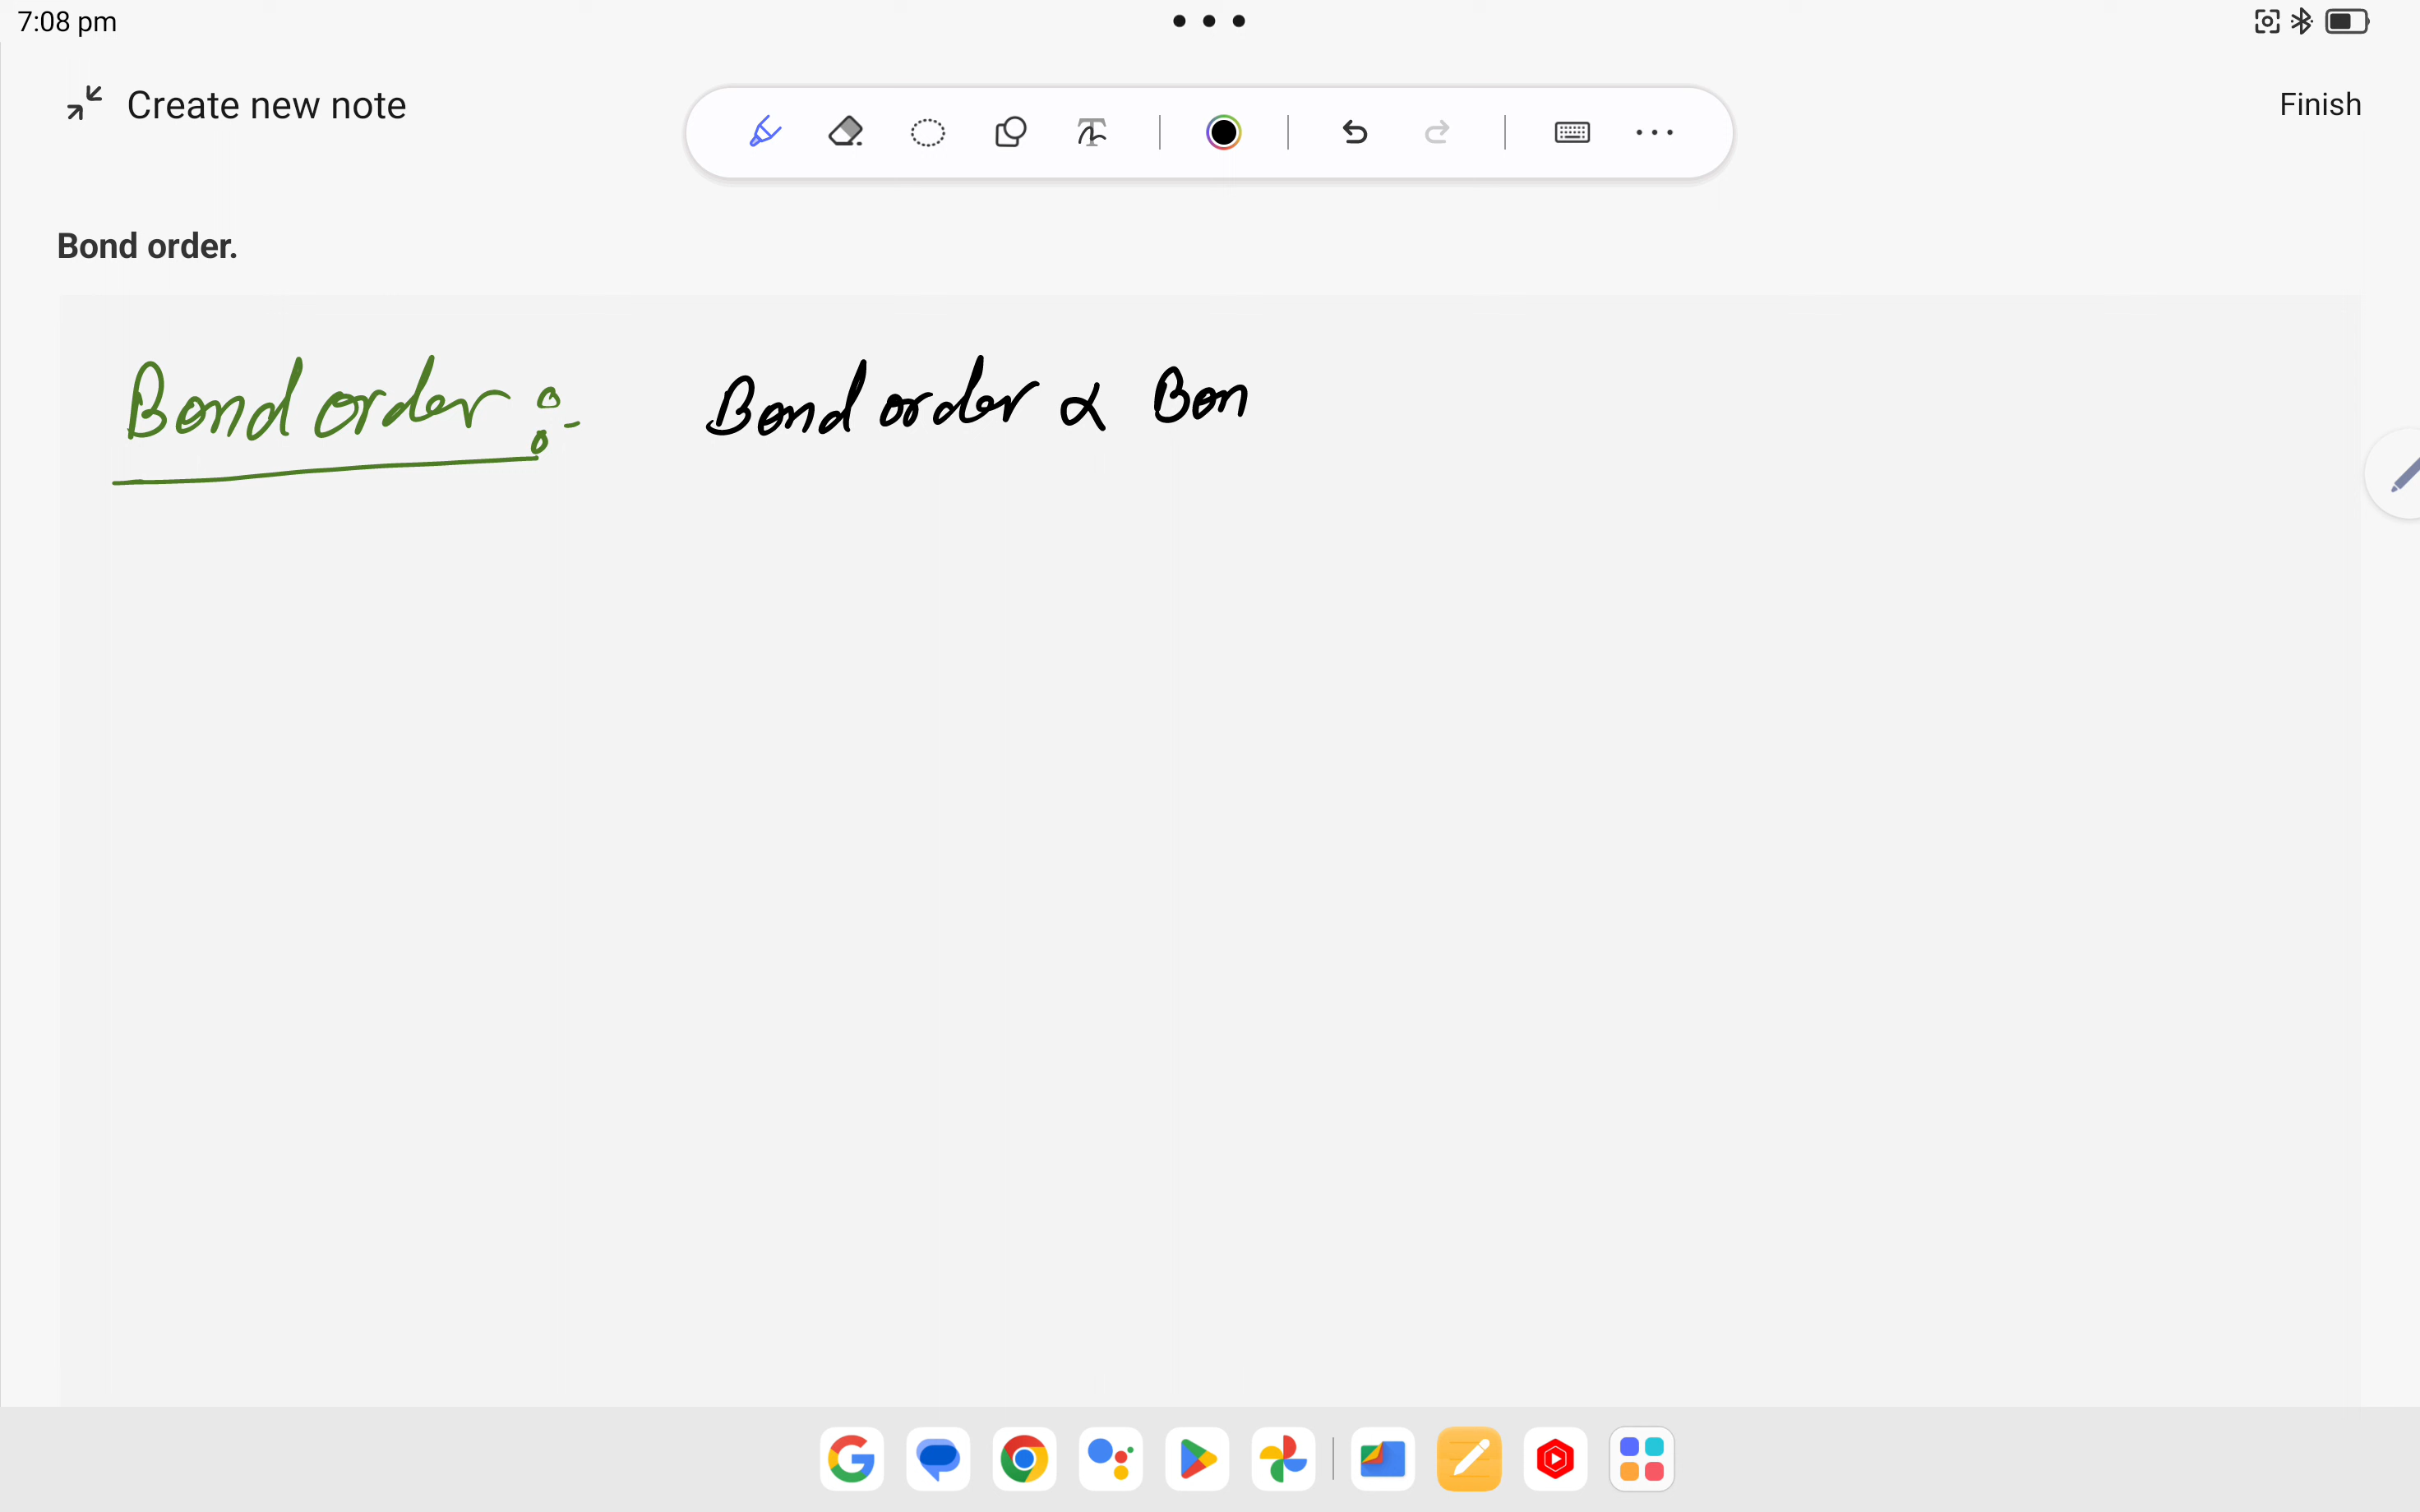 7:08 pm
Create new note
Finish
Bond order.
Bond order :- Bond order ∝ Bon